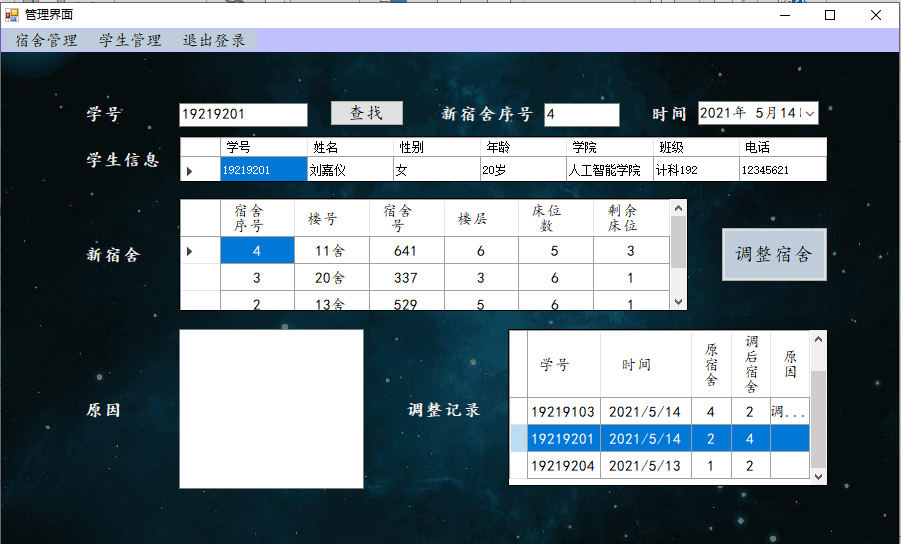 管理界面
宿舍管理 学生管理 退出登录
学号 19219201 查找 新宿舍序号 4 时间 2021年 5月14日
学生信息
学号 姓名 性别 年龄 学院 班级 电话
19219201 刘嘉仪 女 20岁 人工智能学院 计科192 12345621
新宿舍
宿舍序号 楼号 宿舍号 楼层 床位数 剩余床位
4 11舍 641 6 5 3
3 20舍 337 3 6 1
2 13舍 529 5 6 1
调整宿舍
原因
调整记录
学号 时间 原宿舍 调后宿舍 原因
19219103 2021/5/14 4 2 调...
19219201 2021/5/14 2 4
19219204 2021/5/13 1 2